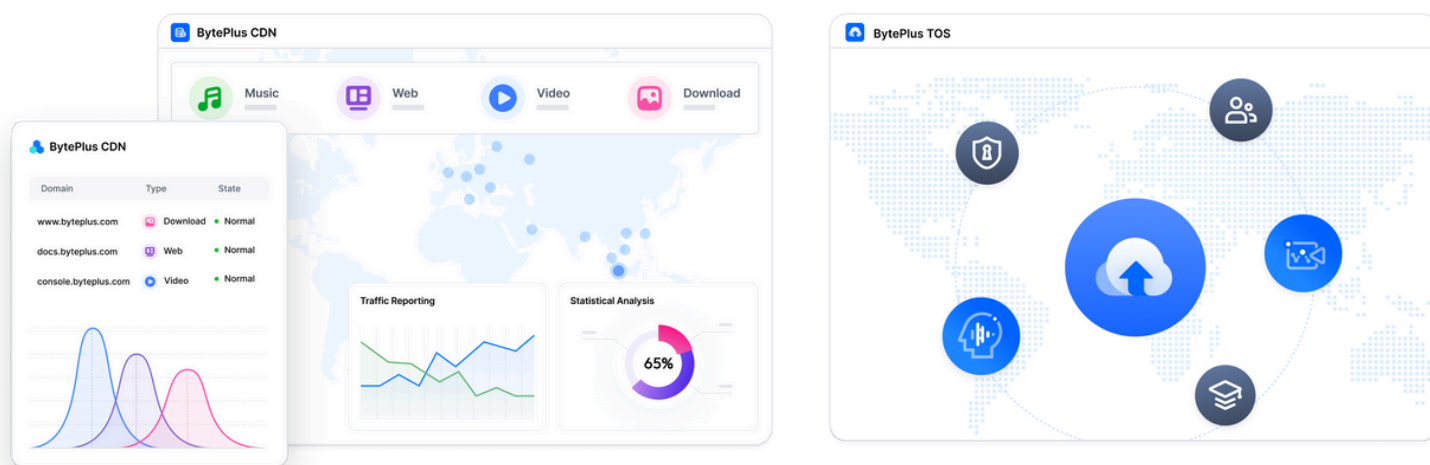 BytePlus CDN
Music
Web
Video
Download
BytePlus CDN
Domain Type State
www.byteplus.com Download Normal
docs.byteplus.com Web Normal
console.byteplus.com Video Normal
Traffic Reporting
Statistical Analysis
65%
BytePlus TOS